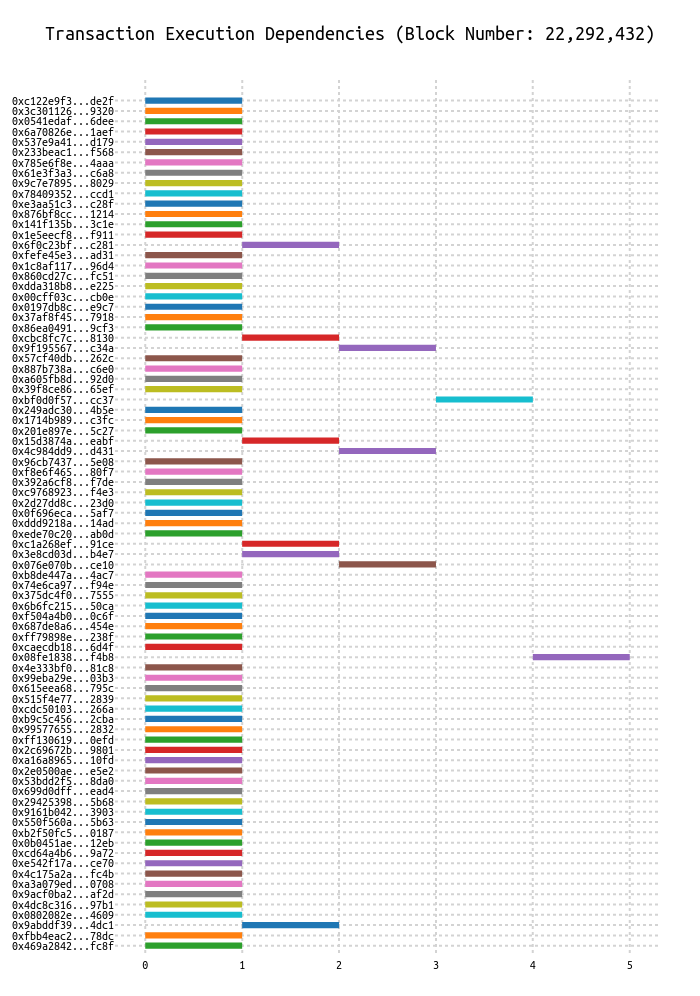 Transaction Execution Dependencies (Block Number: 22,292,432)
0xc122e9f3...de2f
0x3c301126...9320
0x0541edaf...6dee
0x6a70826e...1aef
0x537e9a41...d179
0x233beac1...f568
0x785e6f8e...4aaa
0x61e3f3a3...c6a8
0x9c7e7895...8029
0x78409352...ccd1
0xe3aa51c3...c28f
0x876bf8cc...1214
0x141f135b...3c1e
0x1e5eecf8...f911
0x6f0c23bf...c281
0xfefe45e3...ad31
0x1c8af117...96d4
0x860cd27c...fc51
0xdda318b8...e225
0x00cff03c...cb0e
0x0197db8c...e9c7
0x37af8f45...7918
0x86ea0491...9cf3
0xcbc8fc7c...8130
0x9f195567...c34a
0x57cf40db...262c
0x887b738a...c6e0
0xa605fb8d...92d0
0x39f8ce86...65ef
0xbf0d0f57...cc37
0x249adc30...4b5e
0x1714b989...c3fc
0x201e897e...5c27
0x15d3874a...eabf
0x4c984dd9...d431
0x96cb7437...5e08
0xf8e6f465...80f7
0x392a6cf8...f7de
0xc9768923...f4e3
0x2d27dd8c...23d0
0x0f696eca...5af7
0xddd9218a...14ad
0xede70c20...ab0d
0xc1a268ef...91ce
0x3e8cd03d...b4e7
0x076e070b...ce10
0xb8de447a...4ac7
0x74e6ca97...f94e
0x375dc4f0...7555
0x6b6fc215...50ca
0xf504a4b0...0c6f
0x687de8a6...454e
0xff79898e...238f
0xcaecdb18...6d4f
0x08fe1838...f4b8
0x4e333bf0...81c8
0x99eba29e...03b3
0x615eea68...795c
0x515f4e77...2839
0xcdc50103...266a
0xb9c5c456...2cba
0x99577655...2832
0xff130619...0efd
0x2c69672b...9801
0xa16a8965...10fd
0x2e0500ae...e5e2
0x53bdd2f5...8da0
0x699d0dff...ead4
0x29425398...5b68
0x9161b042...3903
0x550f560a...5b63
0xb2f50fc5...0187
0x0b0451ae...12eb
0xcd64a4b6...9a72
0xe542f17a...ce70
0x4c175a2a...fc4b
0xa3a079ed...0708
0x9acf0ba2...af2d
0x4dc8c316...97b1
0x0802082e...4609
0x9abddf39...4dc1
0xfbb4eac2...78dc
0x469a2842...fc8f
0 1 2 3 4 5